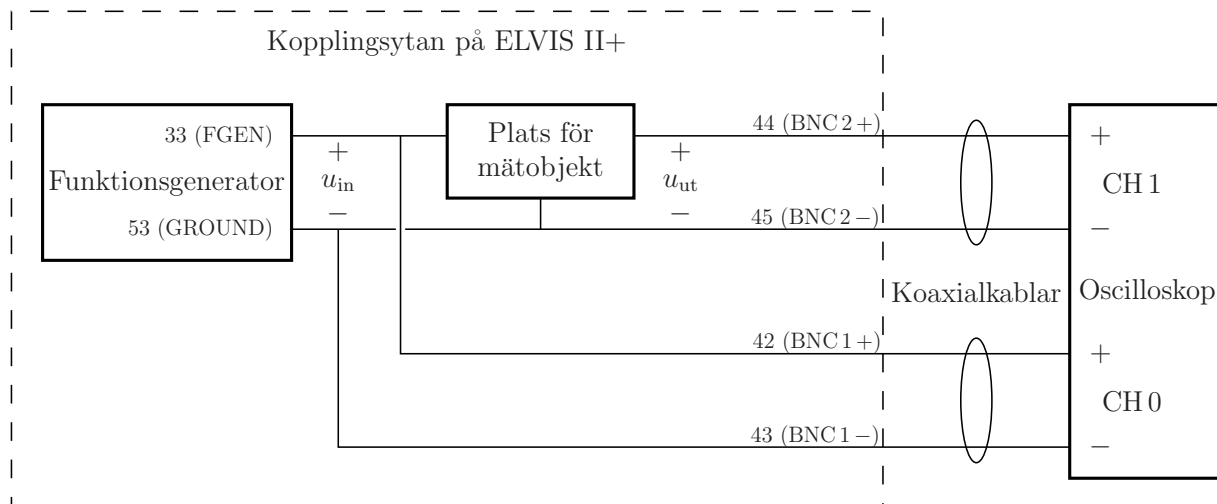 Kopplingsytan på ELVIS II+
33 (FGEN)
Funktionsgenerator
53 (GROUND)
+
u_in
−
Plats för
mätobjekt
+
u_ut
−
44 (BNC 2 +)
45 (BNC 2 −)
+
CH 1
−
Koaxialkablar
Oscilloskop
42 (BNC 1 +)
43 (BNC 1 −)
+
CH 0
−